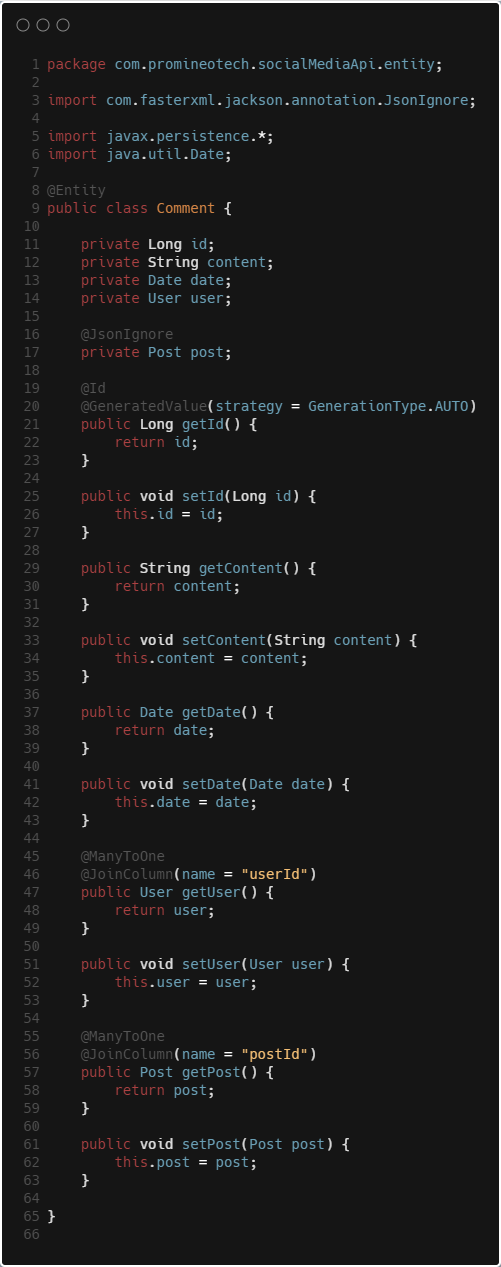 1 package com.promineotech.socialMediaApi.entity;
2
3 import com.fasterxml.jackson.annotation.JsonIgnore;
4
5 import javax.persistence.*;
6 import java.util.Date;
7
8 @Entity
9 public class Comment {
10
11     private Long id;
12     private String content;
13     private Date date;
14     private User user;
15
16     @JsonIgnore
17     private Post post;
18
19     @Id
20     @GeneratedValue(strategy = GenerationType.AUTO)
21     public Long getId() {
22         return id;
23     }
24
25     public void setId(Long id) {
26         this.id = id;
27     }
28
29     public String getContent() {
30         return content;
31     }
32
33     public void setContent(String content) {
34         this.content = content;
35     }
36
37     public Date getDate() {
38         return date;
39     }
40
41     public void setDate(Date date) {
42         this.date = date;
43     }
44
45     @ManyToOne
46     @JoinColumn(name = "userId")
47     public User getUser() {
48         return user;
49     }
50
51     public void setUser(User user) {
52         this.user = user;
53     }
54
55     @ManyToOne
56     @JoinColumn(name = "postId")
57     public Post getPost() {
58         return post;
59     }
60
61     public void setPost(Post post) {
62         this.post = post;
63     }
64
65 }
66